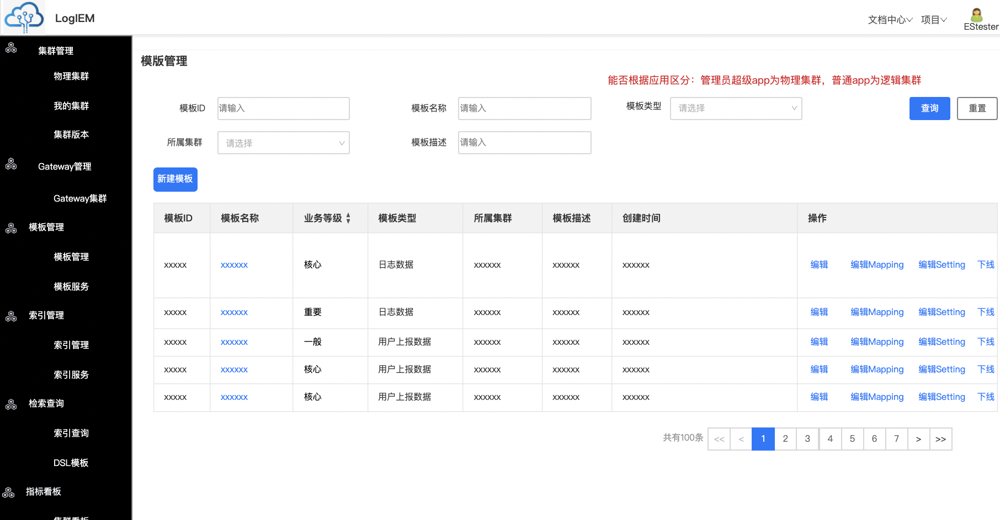 LogIEM
文档中心
项目
EStester
集群管理
物理集群
我的集群
集群版本
Gateway管理
Gateway集群
模板管理
模板管理
模板服务
索引管理
索引管理
索引服务
检索查询
索引查询
DSL模板
指标看板
集群看板
模版管理
能否根据应用区分：管理员超级app为物理集群，普通app为逻辑集群
模板ID 请输入 模板名称 请输入 模板类型 请选择 查询 重置
所属集群 请选择 模板描述 请输入
新建模板
模板ID 模板名称 业务等级 模板类型 所属集群 模板描述 创建时间 操作
xxxxx xxxxxx 核心 日志数据 xxxxxx xxxxxx xxxxxx 编辑 编辑Mapping 编辑Setting 下线
xxxxx xxxxxx 重要 日志数据 xxxxxx xxxxxx xxxxxx 编辑 编辑Mapping 编辑Setting 下线
xxxxx xxxxxx 一般 用户上报数据 xxxxxx xxxxxx xxxxxx 编辑 编辑Mapping 编辑Setting 下线
xxxxx xxxxxx 核心 用户上报数据 xxxxxx xxxxxx xxxxxx 编辑 编辑Mapping 编辑Setting 下线
xxxxx xxxxxx 核心 用户上报数据 xxxxxx xxxxxx xxxxxx 编辑 编辑Mapping 编辑Setting 下线
共有100条 << < 1 2 3 4 5 6 7 > >>